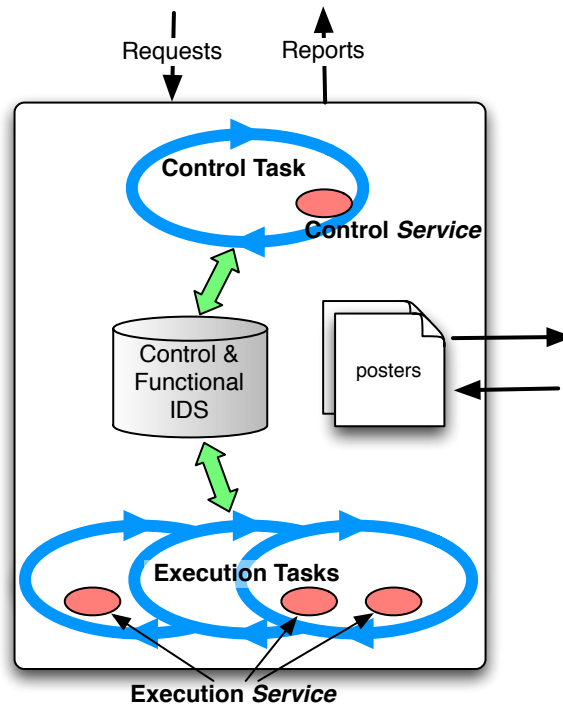 Requests
Reports
Control Task
Control Service
Control &
Functional
IDS
posters
Execution Tasks
Execution Service